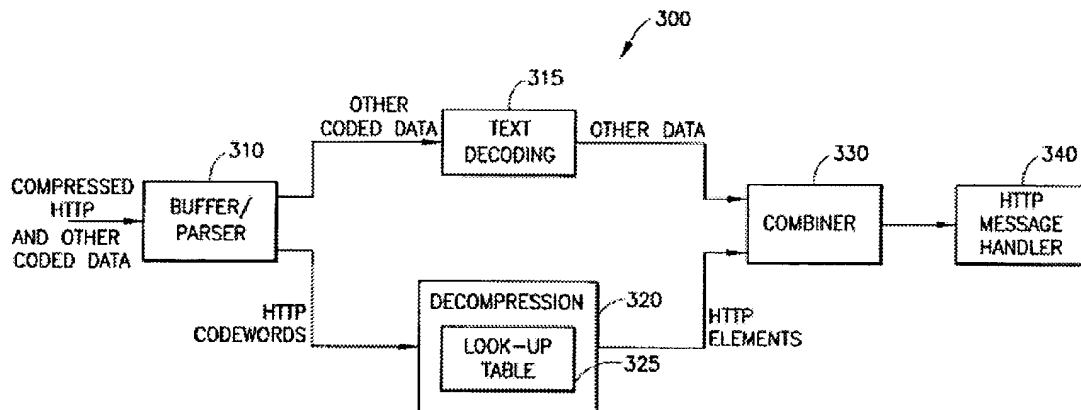 300
315
OTHER
CODED DATA
TEXT
DECODING
OTHER DATA
310
COMPRESSED
HTTP
AND OTHER
CODED DATA
BUFFER/
PARSER
330
COMBINER
340
HTTP
MESSAGE
HANDLER
HTTP
CODEWORDS
DECOMPRESSION
320
LOOK-UP
TABLE
325
HTTP
ELEMENTS